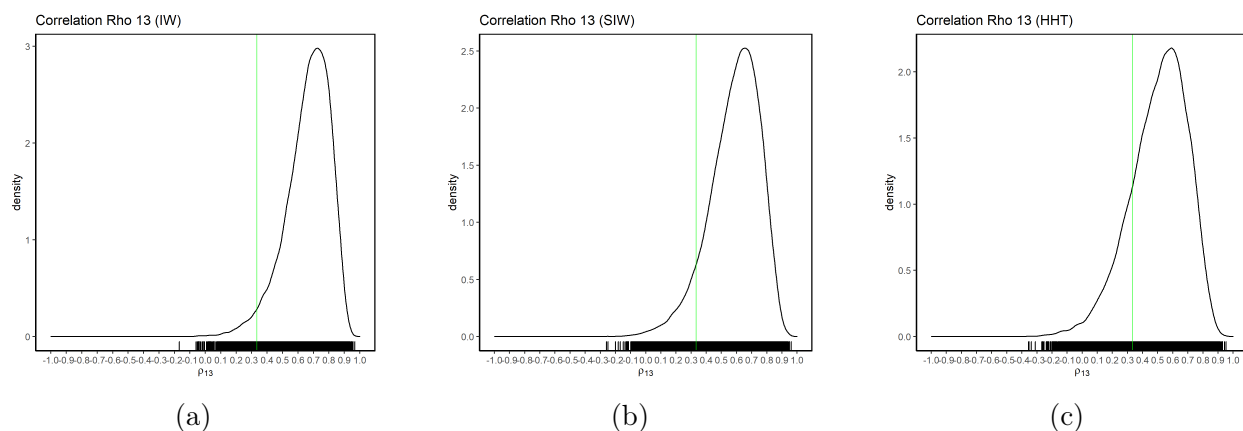 Correlation Rho 13 (IW)
3
2
1
0
density
-1.0-0.9-0.8-0.7-0.6-0.5-0.4-0.3-0.2-0.1 0.0 0.1 0.2 0.3 0.4 0.5 0.6 0.7 0.8 0.9 1.0
ρ13
(a)
Correlation Rho 13 (SIW)
2.5
2.0
1.5
1.0
0.5
0.0
density
-1.0-0.9-0.8-0.7-0.6-0.5-0.4-0.3-0.2-0.1 0.0 0.1 0.2 0.3 0.4 0.5 0.6 0.7 0.8 0.9 1.0
ρ13
(b)
Correlation Rho 13 (HHT)
2.0
1.5
1.0
0.5
0.0
density
-1.0-0.9-0.8-0.7-0.6-0.5-0.4-0.3-0.2-0.1 0.0 0.1 0.2 0.3 0.4 0.5 0.6 0.7 0.8 0.9 1.0
ρ13
(c)